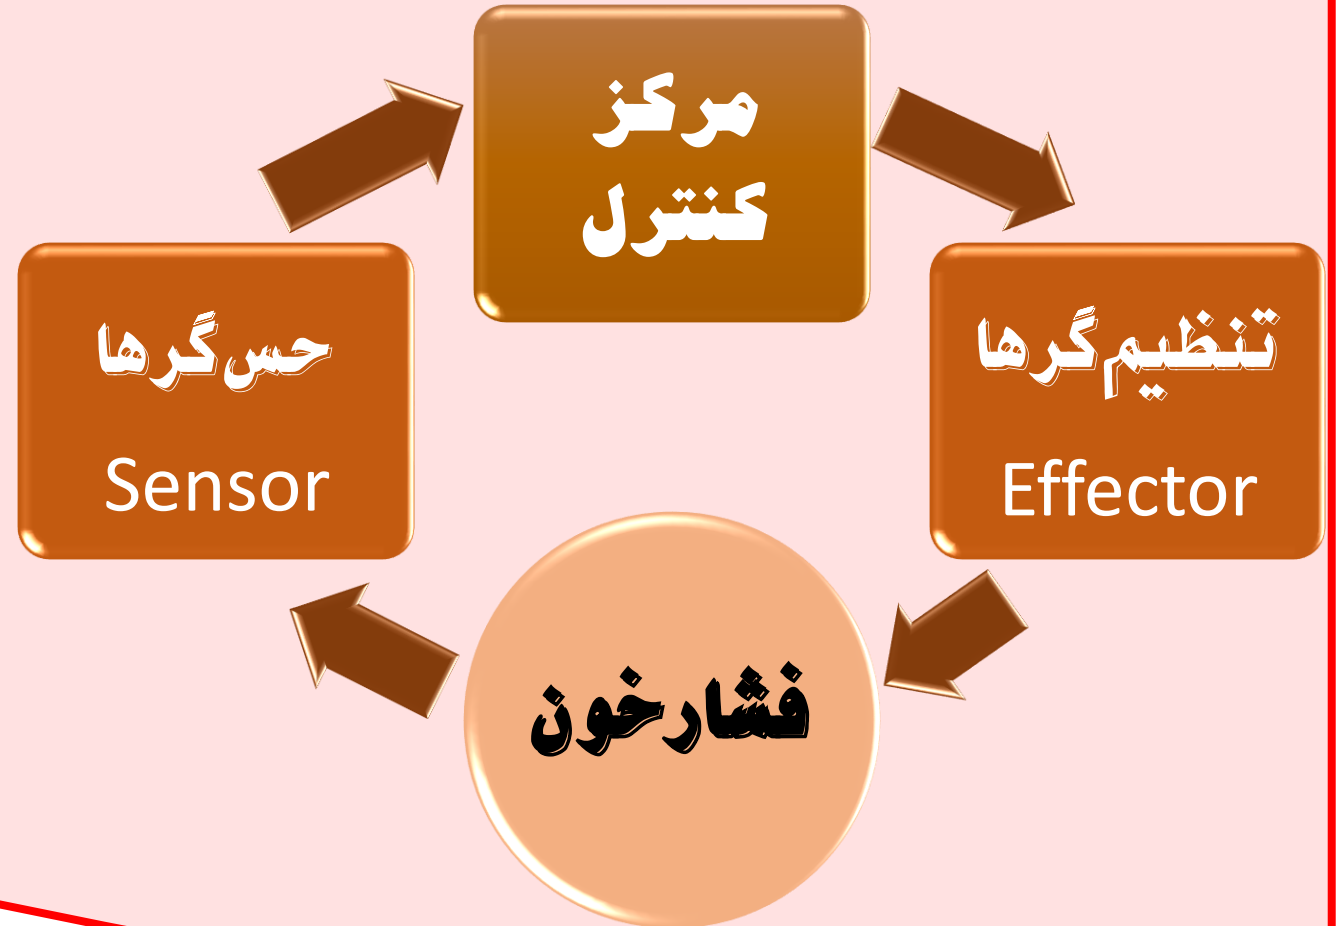 مرکز
کنترل
تنظیم‌گرها
Effector
حس‌گرها
Sensor
فشارخون